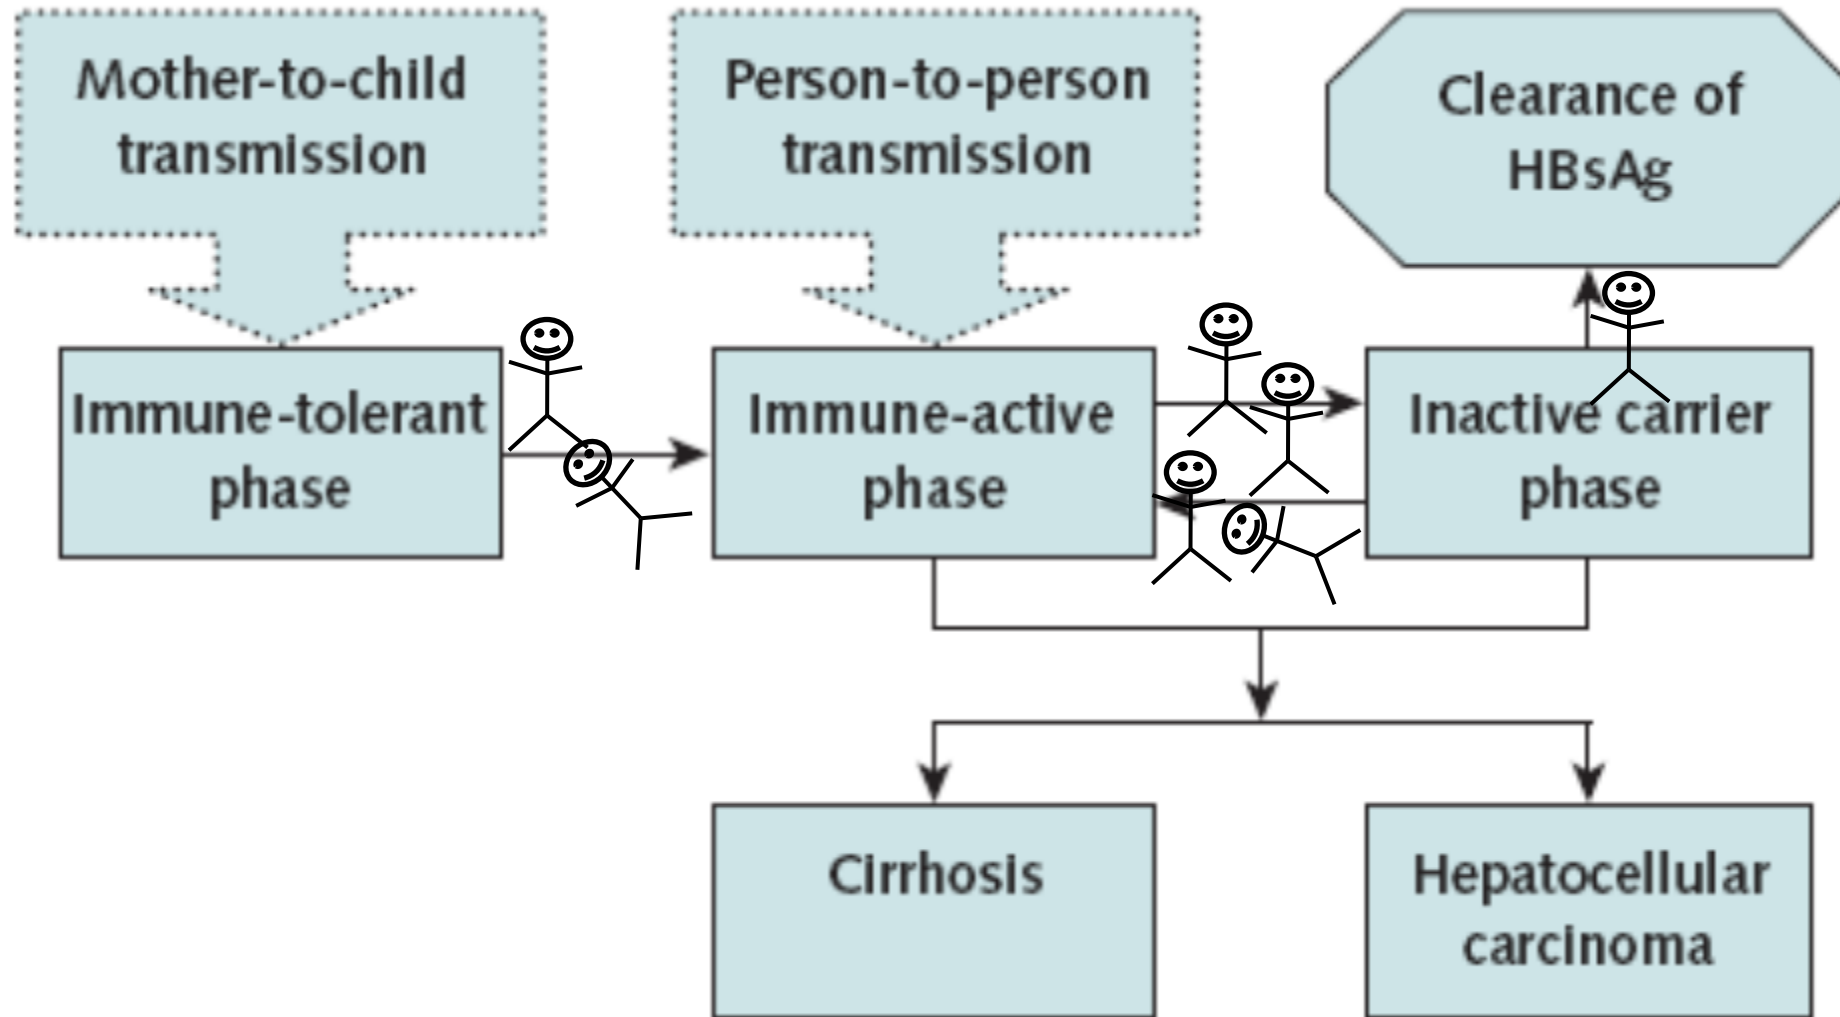 Mother-to-child
transmission
Person-to-person
transmission
Clearance of
HBsAg
Immune-tolerant
phase
Immune-active
phase
Inactive carrier
phase
Cirrhosis
Hepatocellular
carcinoma